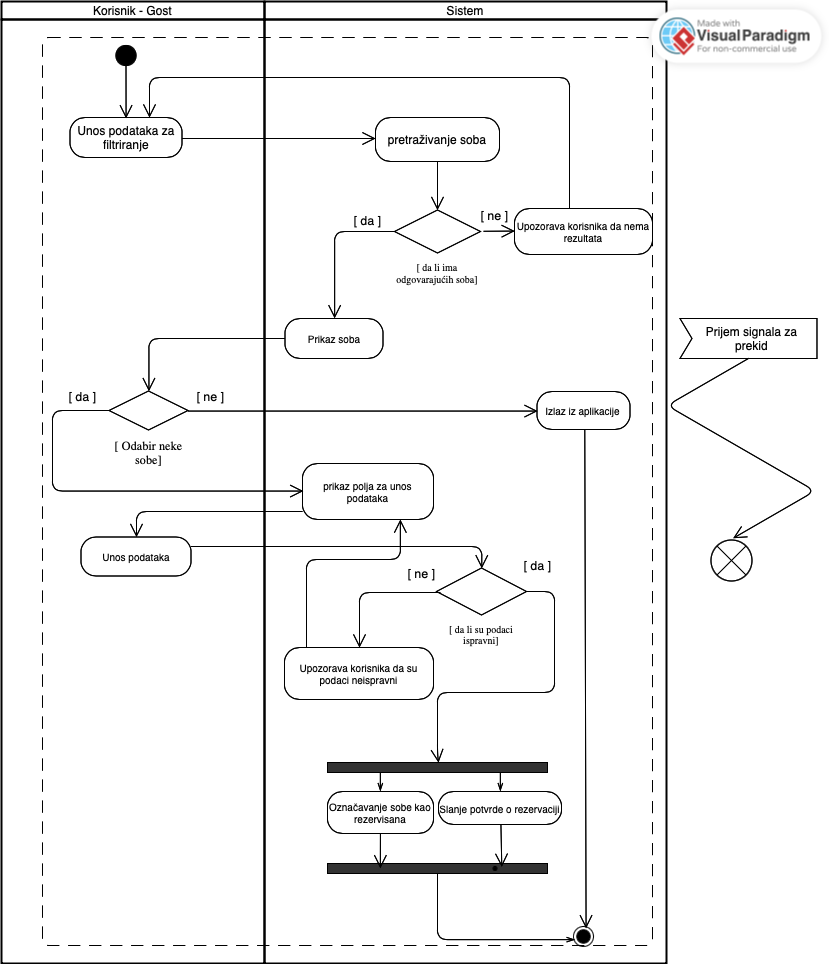 Korisnik - Gost
Sistem
Made with
VisualParadigm
For non-commercial use
Unos podataka za
filtriranje
pretraživanje soba
[ da ]
[ ne ]
Upozorava korisnika da nema
rezultata
[ da li ima
odgovarajućih soba]
Prikaz soba
Prijem signala za
prekid
[ da ]
[ ne ]
Izlaz iz aplikacije
[ Odabir neke
sobe]
prikaz polja za unos
podataka
Unos podataka
[ ne ]
[ da ]
[ da li su podaci
ispravni]
Upozorava korisnika da su
podaci neispravni
Označavanje sobe kao
rezervisana
Slanje potvrde o rezervaciji